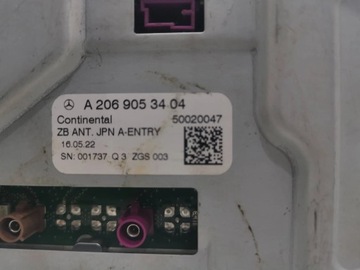 A 206 905 34 04
Continental 50020047
ZB ANT. JPN A-ENTRY
16.05.22
SN: 001737 Q 3 ZGS 003